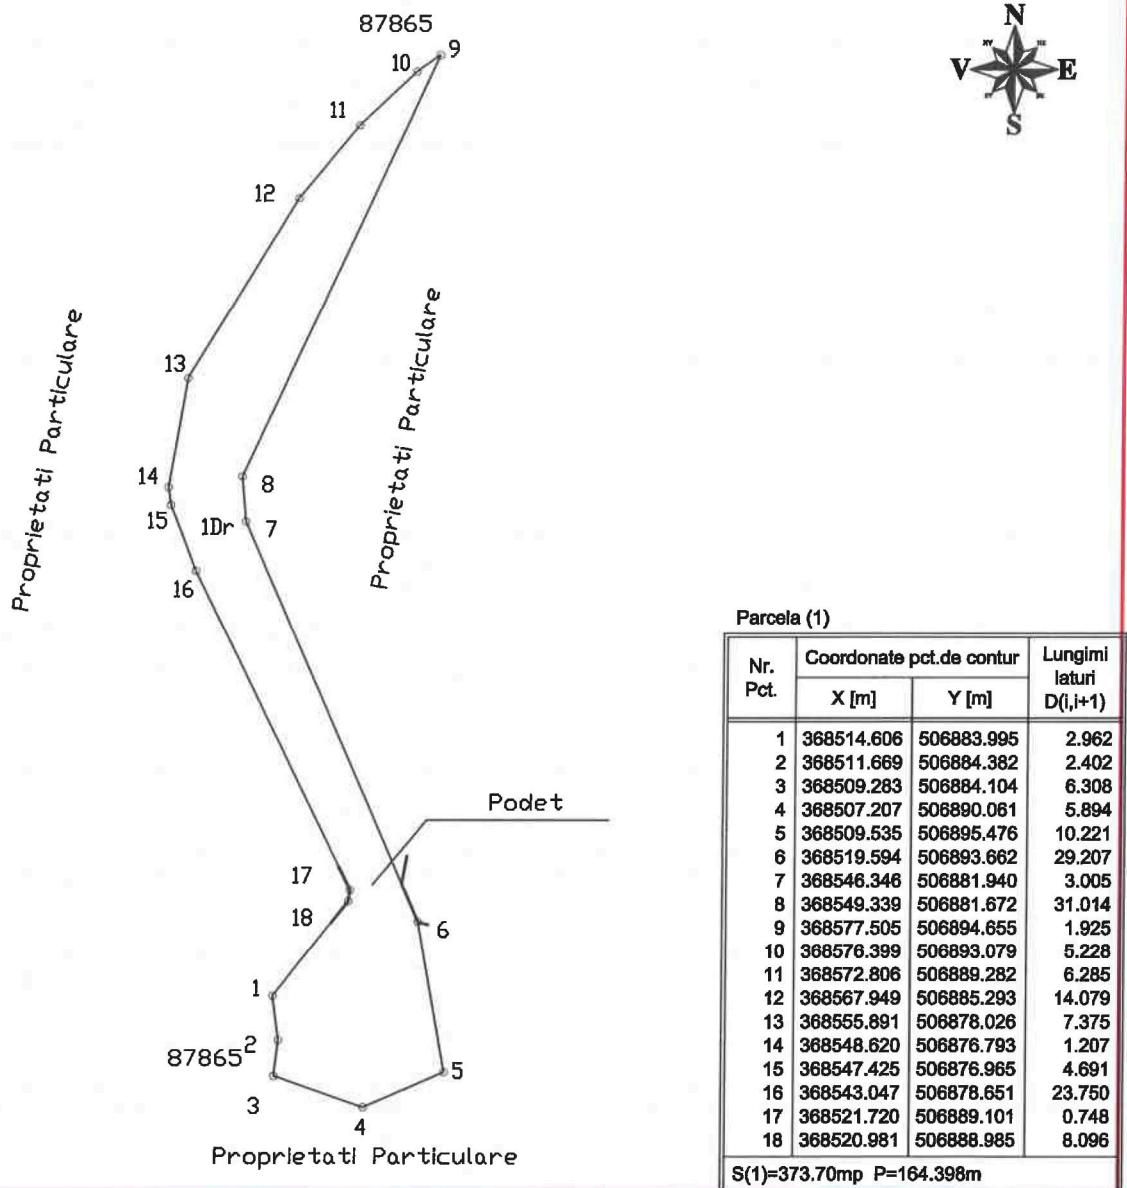 87865
N
V E
S
9
10
11
12
13
Proprietati Particulare
Proprietati Particulare
14
8
15
1Dr 7
16
Podet
17
18
6
1
2
87865
5
3
4
Proprietati Particulare
Parcela (1)
Nr. Pct. Coordonate pct.de contur Lungimi laturi D(i,i+1)
X [m] Y [m]
1 368514.606 506883.995 2.962
2 368511.669 506884.382 2.402
3 368509.283 506884.104 6.308
4 368507.207 506890.061 5.894
5 368509.535 506895.476 10.221
6 368519.594 506893.662 29.207
7 368546.346 506881.940 3.005
8 368549.339 506881.672 31.014
9 368577.505 506894.655 1.925
10 368576.399 506893.079 5.228
11 368572.806 506889.282 6.285
12 368567.949 506885.293 14.079
13 368555.891 506878.026 7.375
14 368548.620 506876.793 1.207
15 368547.425 506876.965 4.691
16 368543.047 506878.651 23.750
17 368521.720 506889.101 0.748
18 368520.981 506888.985 8.096
S(1)=373.70mp P=164.398m